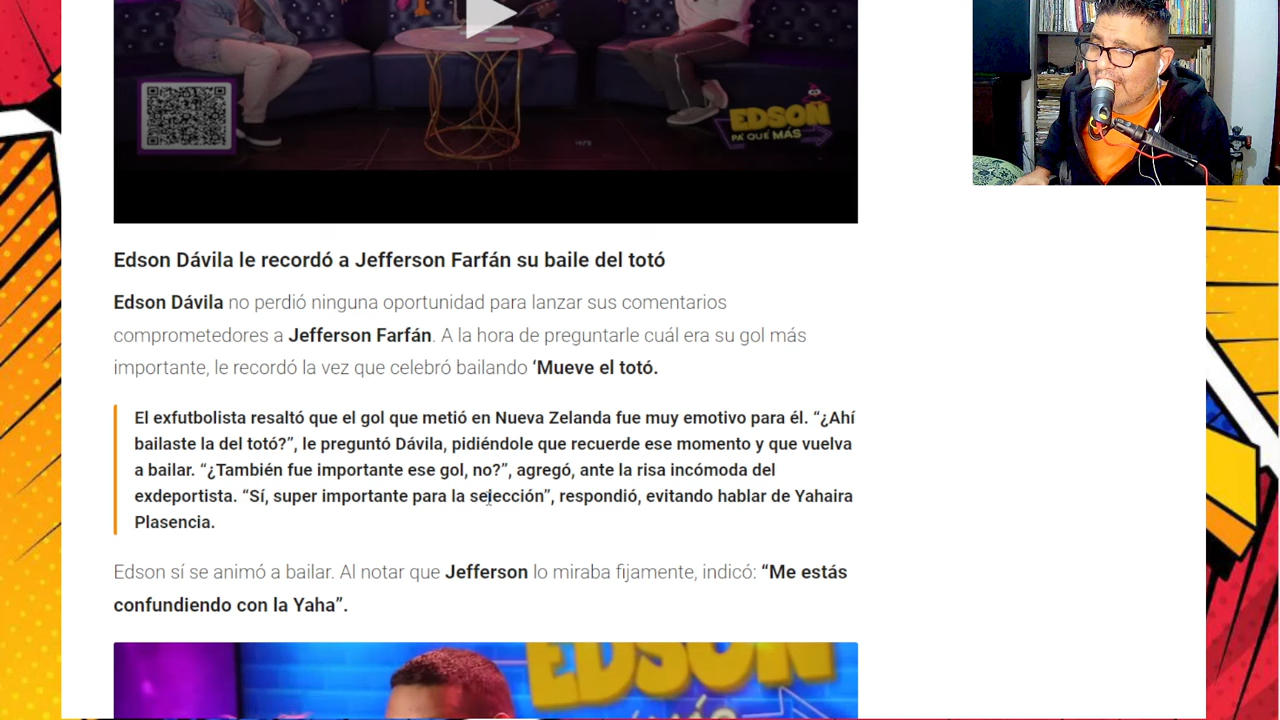 EDSON
PA' QUÉ MÁS
Edson Dávila le recordó a Jefferson Farfán su baile del totó
Edson Dávila no perdió ninguna oportunidad para lanzar sus comentarios
comprometedores a Jefferson Farfán. A la hora de preguntarle cuál era su gol más
importante, le recordó la vez que celebró bailando ‘Mueve el totó.
El exfutbolista resaltó que el gol que metió en Nueva Zelanda fue muy emotivo para él. “¿Ahí
bailaste la del totó?”, le preguntó Dávila, pidiéndole que recuerde ese momento y que vuelva
a bailar. “¿También fue importante ese gol, no?”, agregó, ante la risa incómoda del
exdeportista. “Sí, super importante para la selección”, respondió, evitando hablar de Yahaira
Plasencia.
Edson sí se animó a bailar. Al notar que Jefferson lo miraba fijamente, indicó: “Me estás
confundiendo con la Yaha”.
EDSON